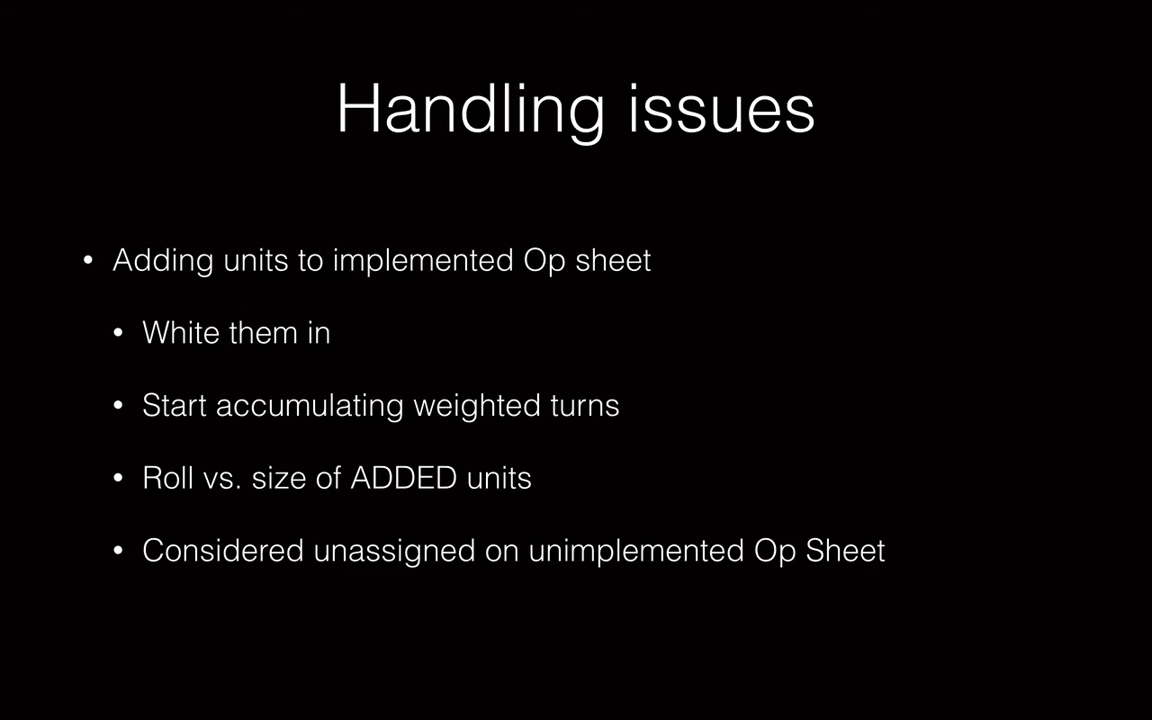 Handling issues
• Adding units to implemented Op sheet
• White them in
• Start accumulating weighted turns
• Roll vs. size of ADDED units
• Considered unassigned on unimplemented Op Sheet